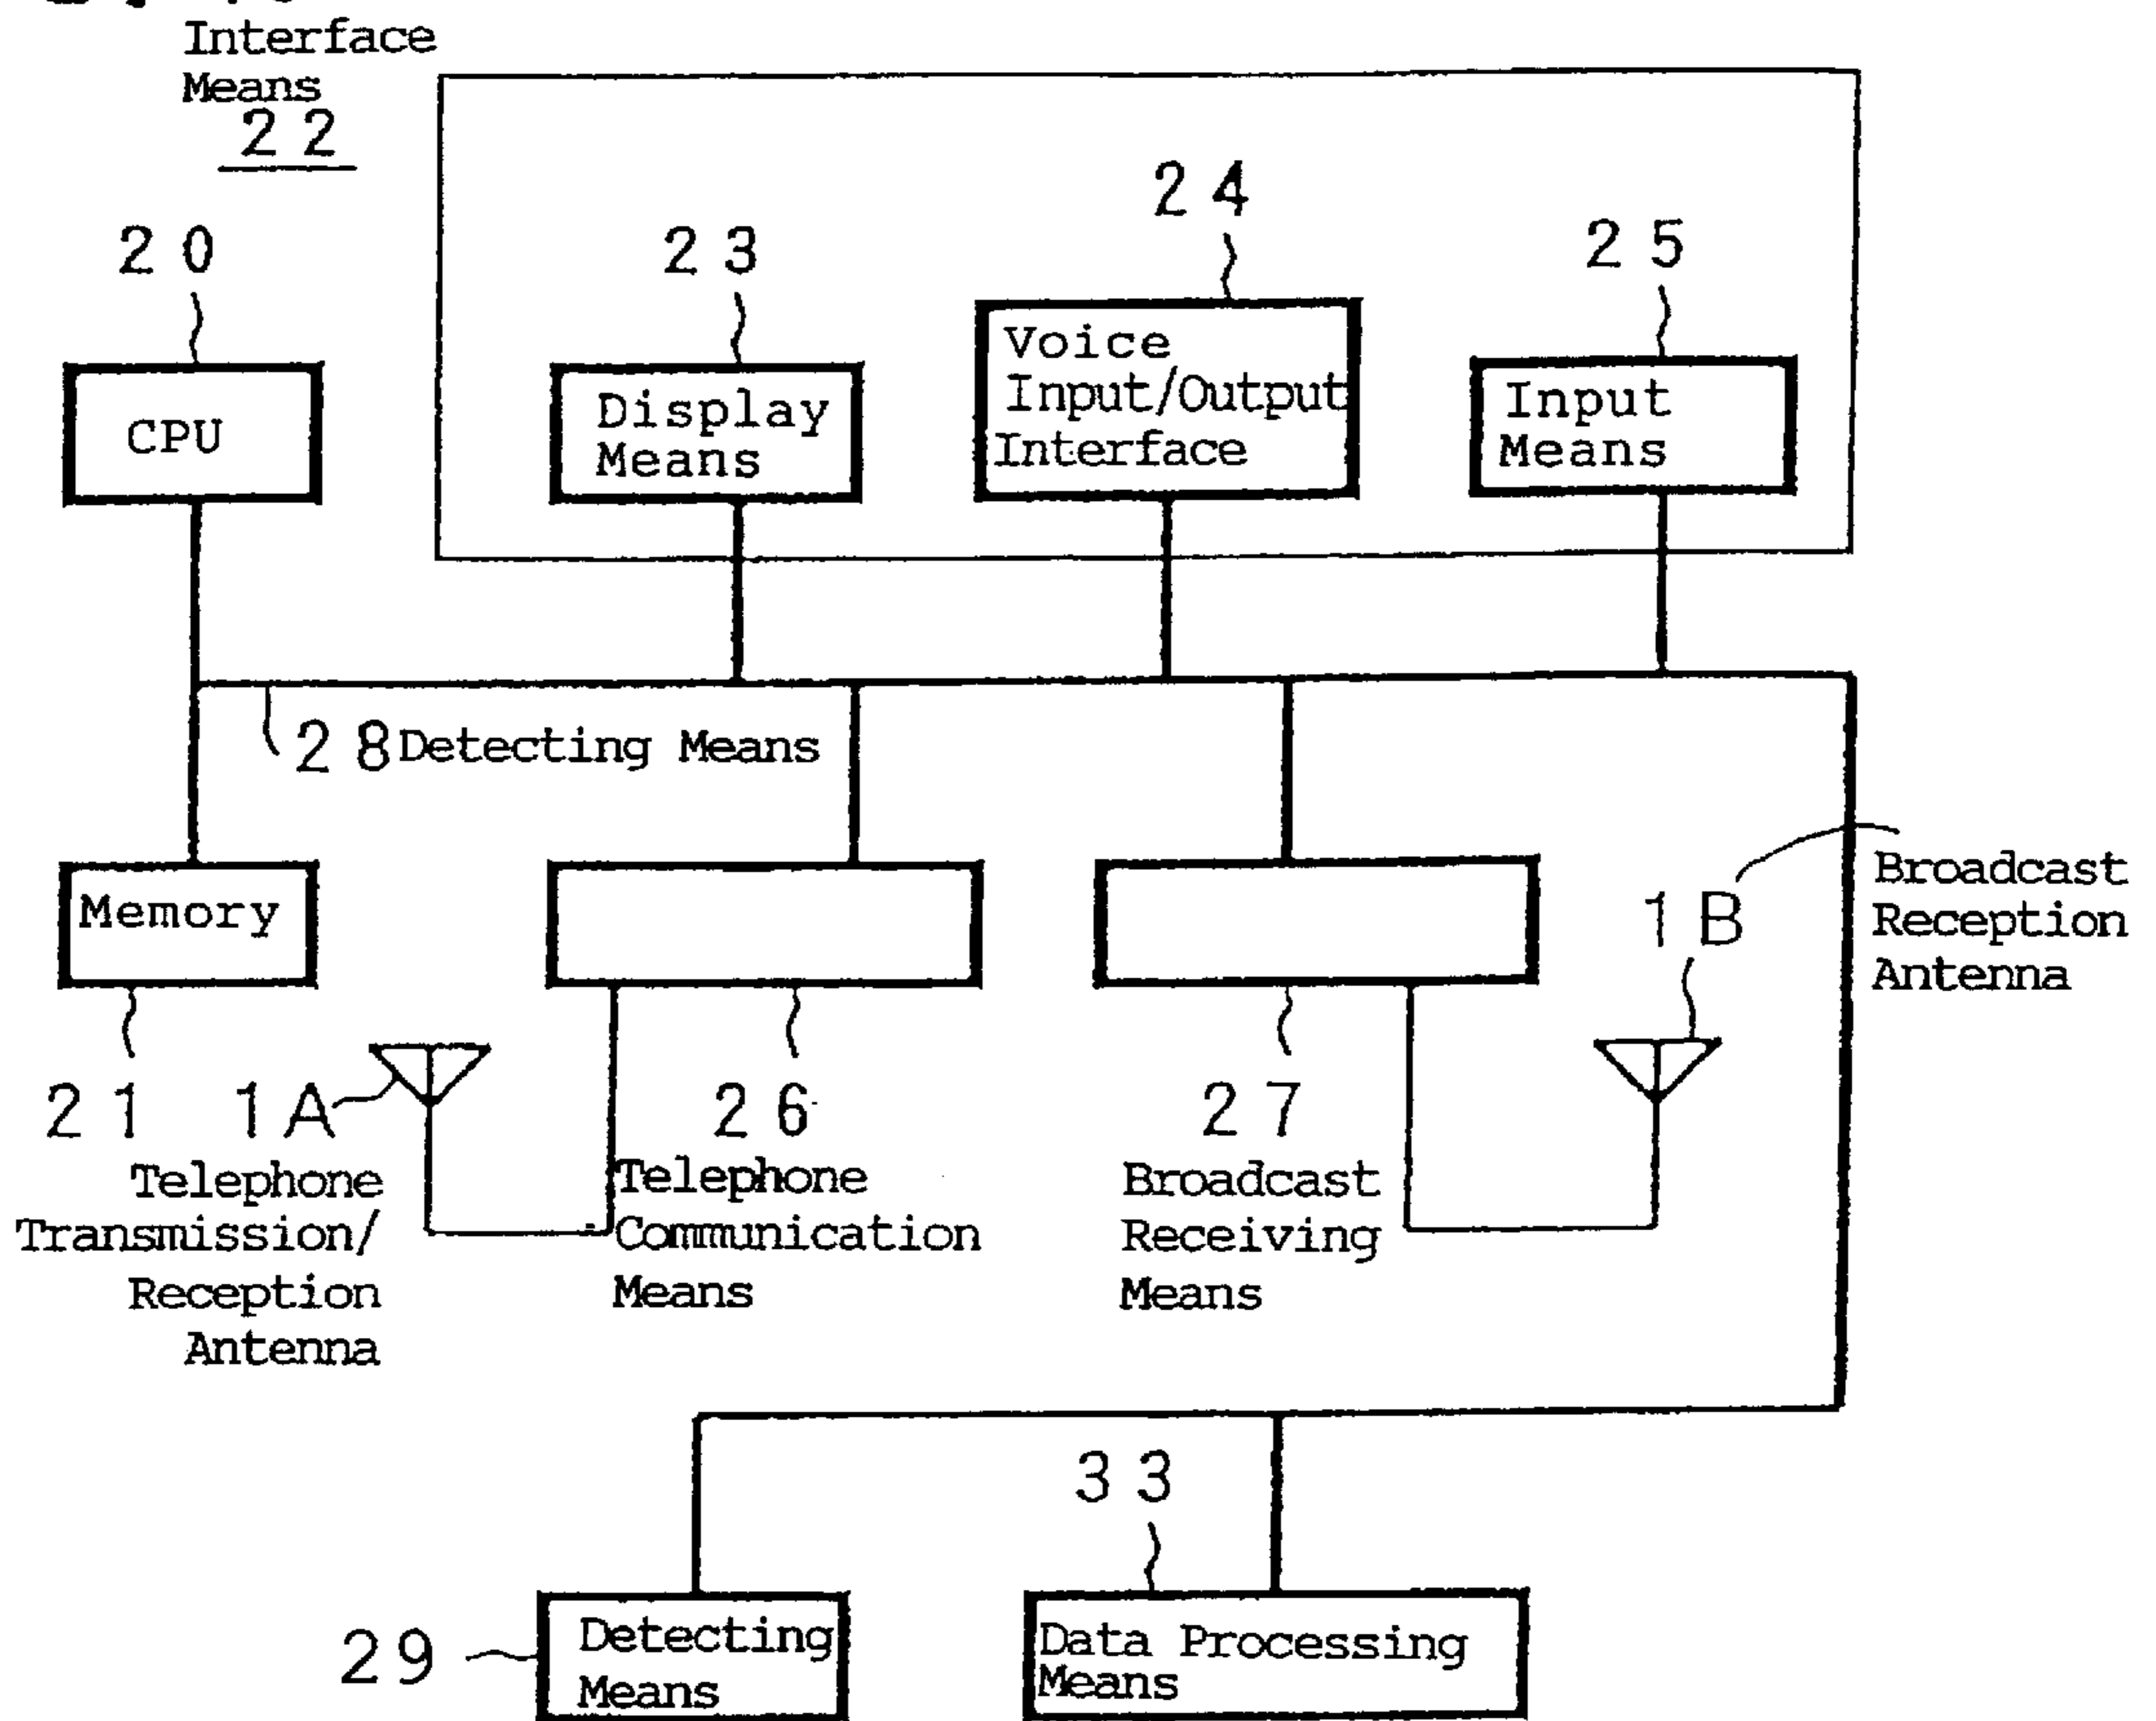 Interface
Means
22
24
20
23
25
Voice
Input/Output
Interface
CPU
Display
Means
Input
Means
28 Detecting Means
Memory
1B
Broadcast
Reception
Antenna
21
1A
26
27
Telephone
Transmission/
Reception
Antenna
Telephone
Communication
Means
Broadcast
Receiving
Means
33
29
Detecting
Means
Data Processing
Means